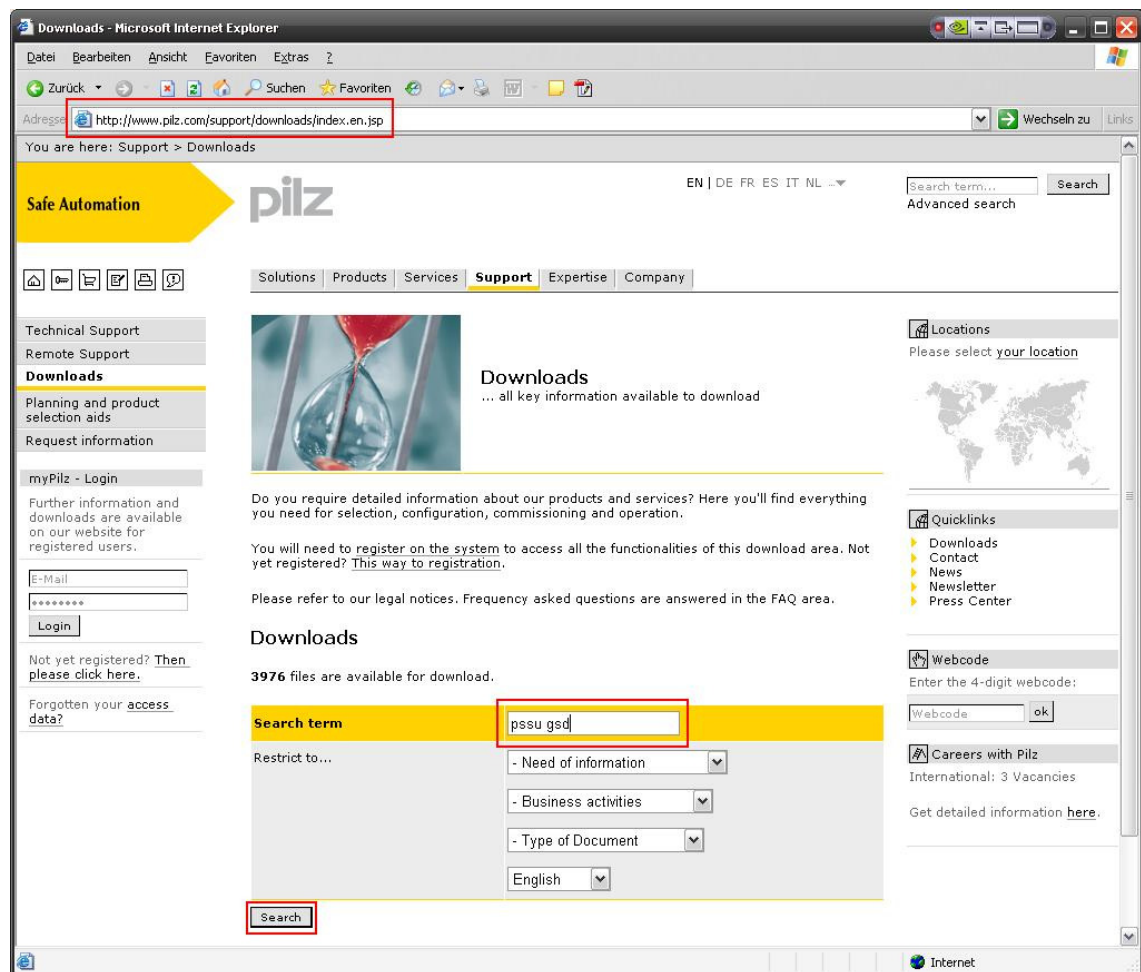 Downloads - Microsoft Internet Explorer
Datei Bearbeiten Ansicht Favoriten Extras ?
Zurück Suchen Favoriten
Adresse http://www.pilz.com/support/downloads/index.en.jsp Wechseln zu Links
You are here: Support > Downloads
Safe Automation
pilz
EN | DE FR ES IT NL ...
Search term... Search
Advanced search
Solutions Products Services Support Expertise Company
Technical Support
Remote Support
Downloads
Planning and product
selection aids
Request information
myPilz - Login
Further information and
downloads are available
on our website for
registered users.
E-Mail
********
Login
Not yet registered? Then
please click here.
Forgotten your access
data?
Downloads
... all key information available to download
Do you require detailed information about our products and services? Here you'll find everything
you need for selection, configuration, commissioning and operation.
You will need to register on the system to access all the functionalities of this download area. Not
yet registered? This way to registration.
Please refer to our legal notices. Frequency asked questions are answered in the FAQ area.
Downloads
3976 files are available for download.
Search term pssu gsd
Restrict to... - Need of information
- Business activities
- Type of Document
English
Search
Locations
Please select your location
Quicklinks
Downloads
Contact
News
Newsletter
Press Center
Webcode
Enter the 4-digit webcode:
Webcode ok
Careers with Pilz
International: 3 Vacancies
Get detailed information here.
Internet